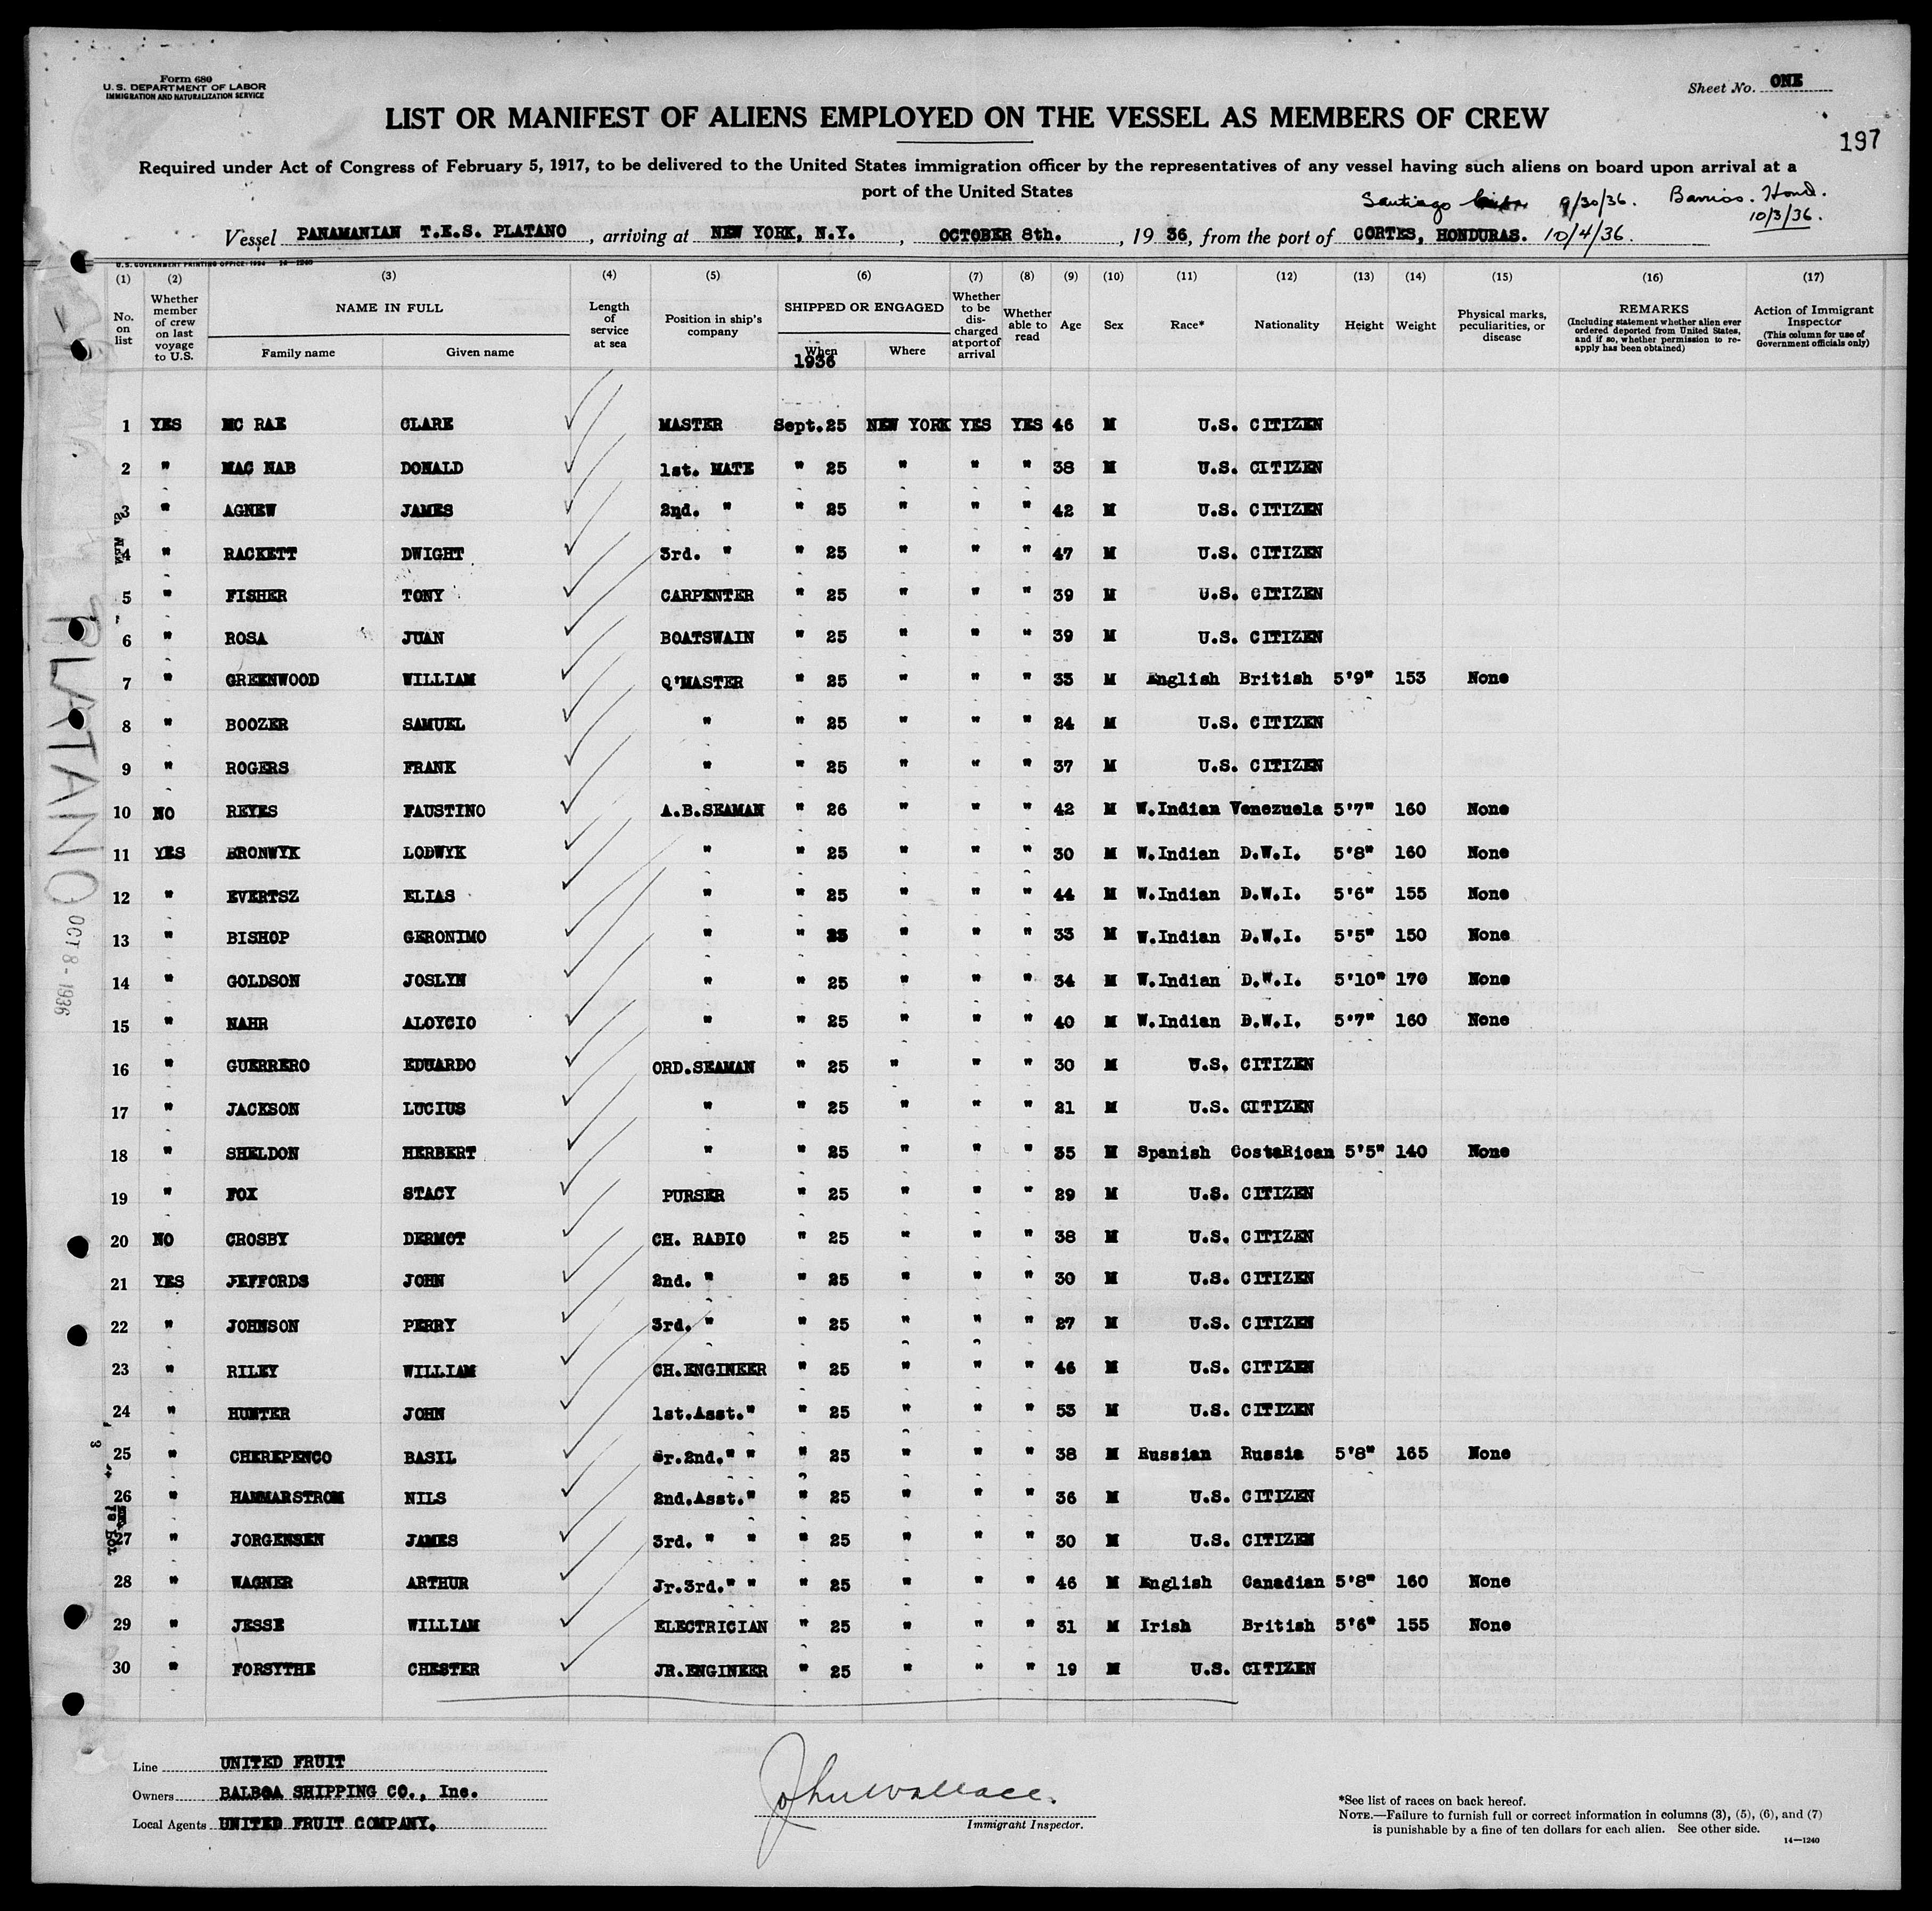 Form 680
U.S. DEPARTMENT OF LABOR
IMMIGRATION AND NATURALIZATION SERVICE
Sheet No. ONE
LIST OR MANIFEST OF ALIENS EMPLOYED ON THE VESSEL AS MEMBERS OF CREW
197
Required under Act of Congress of February 5, 1917, to be delivered to the United States immigration officer by the representatives of any vessel having such aliens on board upon arrival at a
port of the United States
Santiago 9/30/36. Barrios. Hond.
10/3/36.
Vessel PANAMANIAN T.E.S. PLATANO, arriving at NEW YORK, N.Y., OCTOBER 8th., 1936, from the port of CORTES, HONDURAS. 10/4/36.
U.S. GOVERNMENT PRINTING OFFICE: 1934 14-1240
(1) (2) (3) (4) (5) (6) (7) (8) (9) (10) (11) (12) (13) (14) (15) (16) (17)
No. on list | Whether member of crew on last voyage to U.S. | NAME IN FULL Family name Given name | Length of service at sea | Position in ship's company | SHIPPED OR ENGAGED When 1936 Where | Whether to be discharged at port of arrival | Whether able to read | Age | Sex | Race* | Nationality | Height | Weight | Physical marks, peculiarities, or disease | REMARKS (Including statement whether alien ever ordered deported from United States, and if so, whether permission to re-apply has been obtained) | Action of Immigrant Inspector (This column for use of Government officials only)
1 YES MC RAE CLARE MASTER Sept.25 NEW YORK YES YES 46 M U.S. CITIZEN
2 " MAC NAB DONALD 1st. MATE " 25 " " " 38 M U.S. CITIZEN
3 " AGNEW JAMES 2nd. " " 25 " " " 42 M U.S. CITIZEN
4 " RACKETT DWIGHT 3rd. " " 25 " " " 47 M U.S. CITIZEN
5 " FISHER TONY CARPENTER " 25 " " " 39 M U.S. CITIZEN
6 " ROSA JUAN BOATSWAIN " 25 " " " 39 M U.S. CITIZEN
7 " GREENWOOD WILLIAM Q'MASTER " 25 " " " 35 M English British 5'9" 153 None
8 " BOOZER SAMUEL " " 25 " " " 24 M U.S. CITIZEN
9 " ROGERS FRANK " " 25 " " " 37 M U.S. CITIZEN
10 NO REYES FAUSTINO A.B.SEAMAN " 26 " " " 42 M W.Indian Venezuela 5'7" 160 None
11 YES BRONWYK LODWYK " " 25 " " " 30 M W.Indian D.W.I. 5'8" 160 None
12 " EVERTSZ ELIAS " " 25 " " " 44 M W.Indian D.W.I. 5'6" 155 None
13 " BISHOP GERONIMO " " 25 " " " 33 M W.Indian D.W.I. 5'5" 150 None
14 " GOLDSON JOSLYN " " 25 " " " 34 M W.Indian D.W.I. 5'10" 170 None
15 " NAHR ALOYCIO " " 25 " " " 40 M W.Indian D.W.I. 5'7" 160 None
16 " GUERRERO EDUARDO ORD.SEAMAN " 25 " " " 30 M U.S. CITIZEN
17 " JACKSON LUCIUS " " 25 " " " 21 M U.S. CITIZEN
18 " SHELDON HERBERT " " 25 " " " 35 M Spanish CostaRican 5'5" 140 None
19 " FOX STACY PURSER " 25 " " " 29 M U.S. CITIZEN
20 NO CROSBY DERMOT CH. RADIO " 25 " " " 38 M U.S. CITIZEN
21 YES JEFFORDS JOHN 2nd. " " 25 " " " 30 M U.S. CITIZEN
22 " JOHNSON PERRY 3rd. " " 25 " " " 27 M U.S. CITIZEN
23 " RILEY WILLIAM CH.ENGINEER " 25 " " " 46 M U.S. CITIZEN
24 " HUNTER JOHN 1st.Asst." " 25 " " " 53 M U.S. CITIZEN
25 " CHEREPENCO BASIL Sr.2nd." " " 25 " " " 38 M Russian Russia 5'8" 165 None
26 " HAMMARSTROM NILS 2nd.Asst." " 25 " " " 36 M U.S. CITIZEN
27 " JORGENSEN JAMES 3rd. " " " 25 " " " 30 M U.S. CITIZEN
28 " WAGNER ARTHUR Jr.3rd." " " 25 " " " 46 M English Canadian 5'8" 160 None
29 " JESSE WILLIAM ELECTRICIAN " 25 " " " 31 M Irish British 5'6" 155 None
30 " FORSYTHE CHESTER JR.ENGINEER " 25 " " " 19 M U.S. CITIZEN
PLATANO
OCT 8 - 1936
Line UNITED FRUIT
Owners BALBOA SHIPPING CO., Inc.
Local Agents UNITED FRUIT COMPANY.
John Wallace.
Immigrant Inspector.
*See list of races on back hereof.
NOTE.—Failure to furnish full or correct information in columns (3), (5), (6), and (7)
is punishable by a fine of ten dollars for each alien. See other side.
14—1240